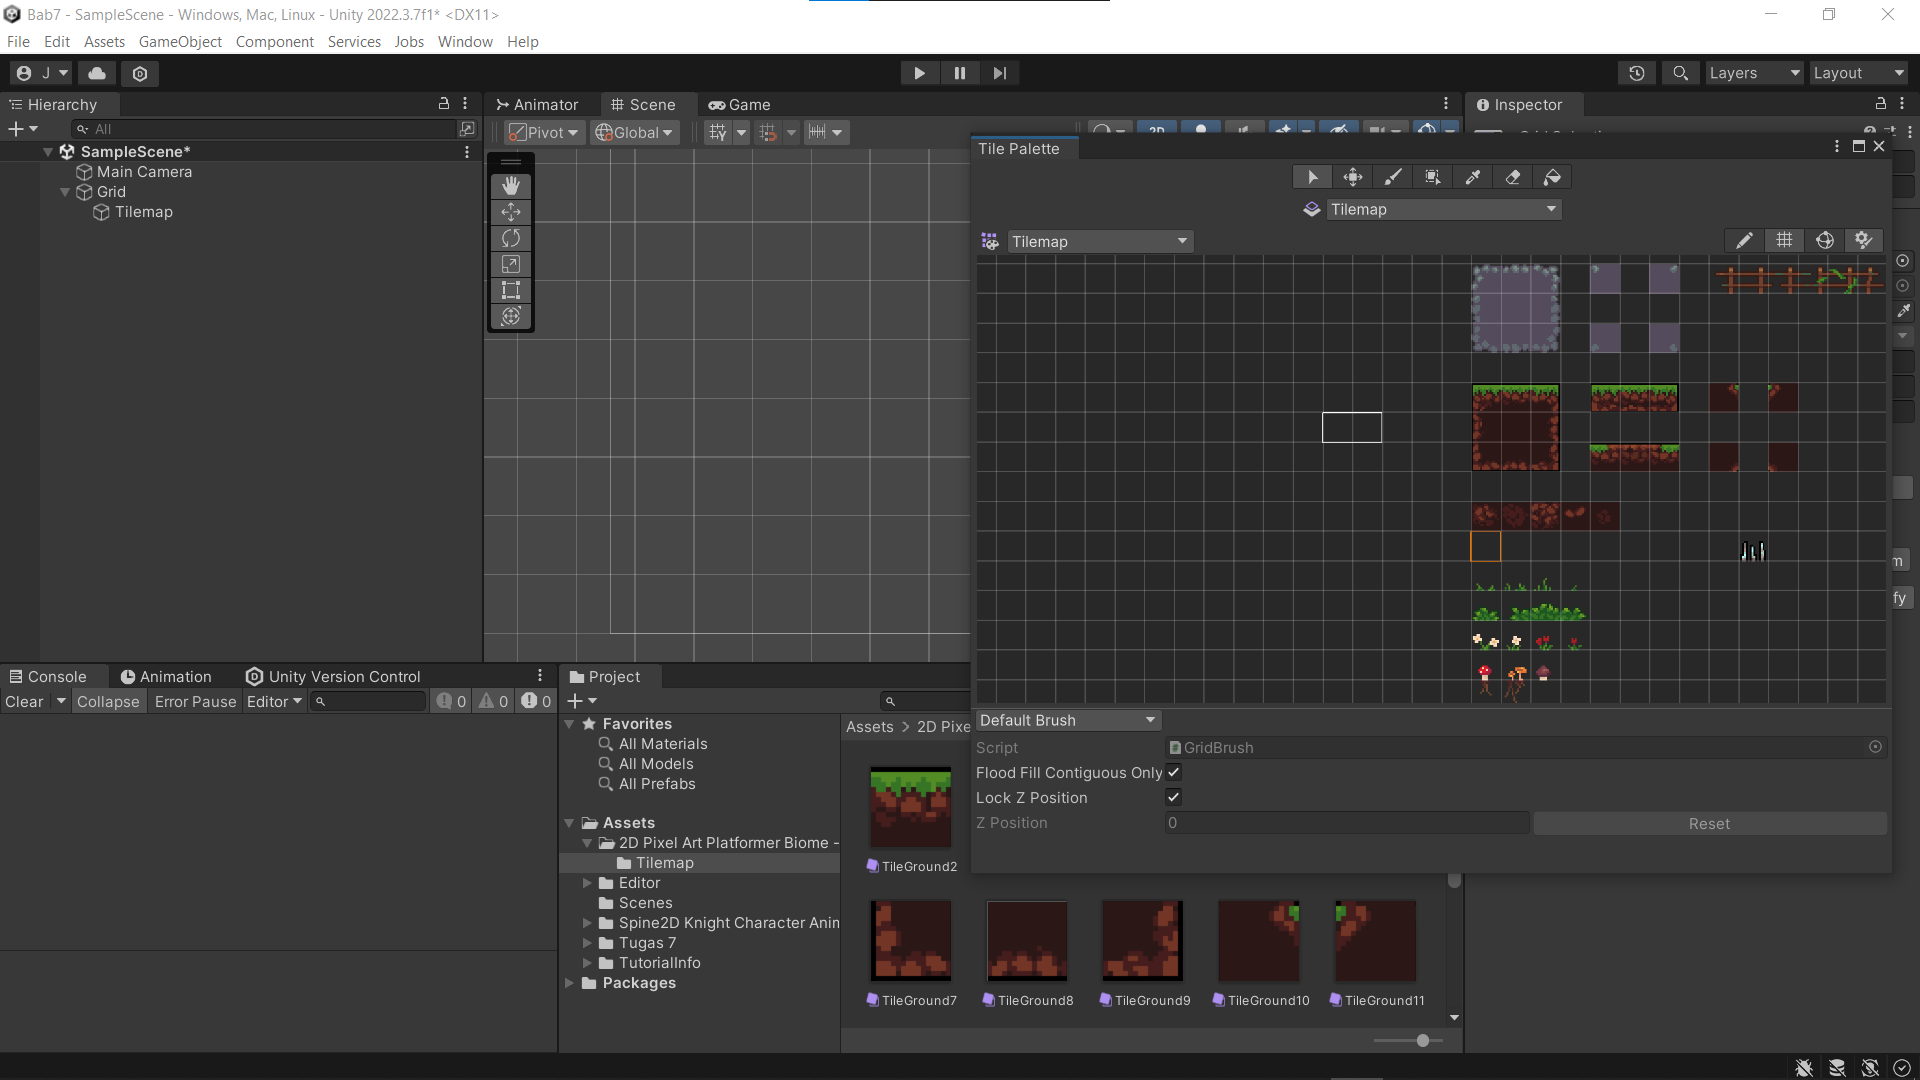 Bab7 - SampleScene - Windows, Mac, Linux - Unity 2022.3.7f1* <DX11>
File Edit Assets GameObject Component Services Jobs Window Help
J Layers Layout
Hierarchy
All
SampleScene*
Main Camera
Grid
Tilemap
Animator Scene Game
Pivot Global
2D
Inspector
Tile Palette
Tilemap
Tilemap
Default Brush
Script GridBrush
Flood Fill Contiguous Only
Lock Z Position
Z Position 0 Reset
m
fy
Console Animation Unity Version Control
Clear Collapse Error Pause Editor 0 0 0
Project
Favorites
All Materials
All Models
All Prefabs
Assets
2D Pixel Art Platformer Biome -
Tilemap
Editor
Scenes
Spine2D Knight Character Anin
Tugas 7
TutorialInfo
Packages
Assets > 2D Pixe
TileGround2
TileGround7 TileGround8 TileGround9 TileGround10 TileGround11